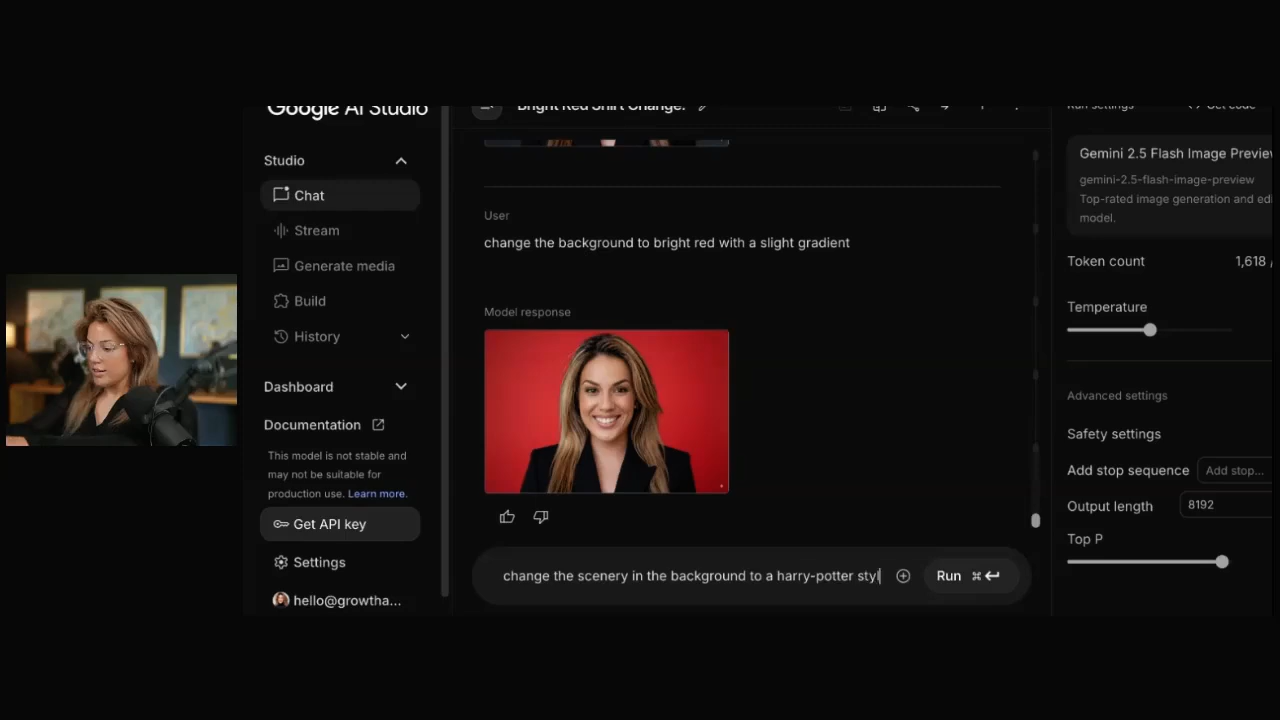 Google AI Studio
Bright Red Shirt Change.
Run settings
Get code
Studio
Chat
Stream
Generate media
Build
History
Dashboard
Documentation
This model is not stable and
may not be suitable for
production use. Learn more.
Get API key
Settings
hello@growtha...
User
change the background to bright red with a slight gradient
Model response
change the scenery in the background to a harry-potter styl
Run ⌘ ↵
Gemini 2.5 Flash Image Preview
gemini-2.5-flash-image-preview
Top-rated image generation and edi
model.
Token count 1,618 /
Temperature
Advanced settings
Safety settings
Add stop sequence Add stop...
Output length 8192
Top P